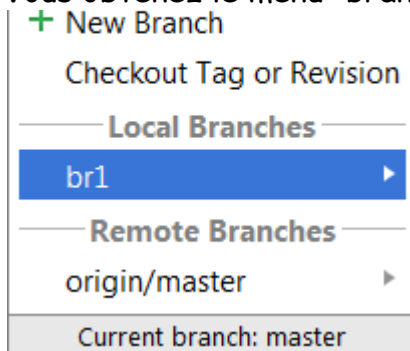 + New Branch
Checkout Tag or Revision
Local Branches
br1
Remote Branches
origin/master
Current branch: master